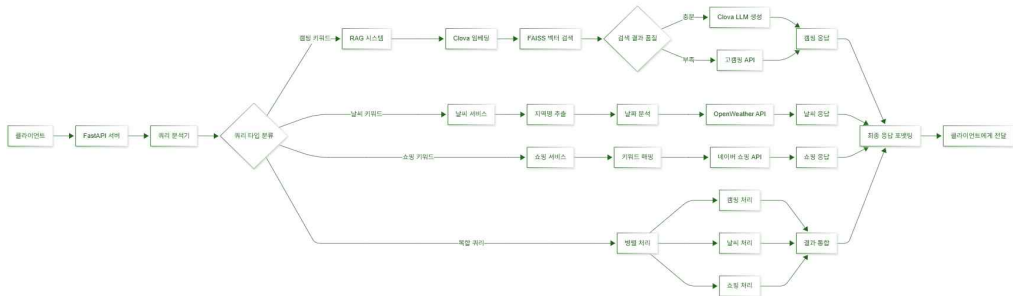 클라이언트
FastAPI 서버
쿼리 분석기
쿼리 타입 분류
캠핑 키워드
RAG 시스템
Clova 임베딩
FAISS 벡터 검색
검색 결과 품질
충분
Clova LLM 생성
부족
고캠핑 API
캠핑 응답
날씨 키워드
날씨 서비스
지역명 추출
날짜 분석
OpenWeather API
날씨 응답
쇼핑 키워드
쇼핑 서비스
키워드 매핑
네이버 쇼핑 API
쇼핑 응답
복합 쿼리
병렬 처리
캠핑 처리
날씨 처리
쇼핑 처리
결과 통합
최종 응답 포맷팅
클라이언트에게 전달